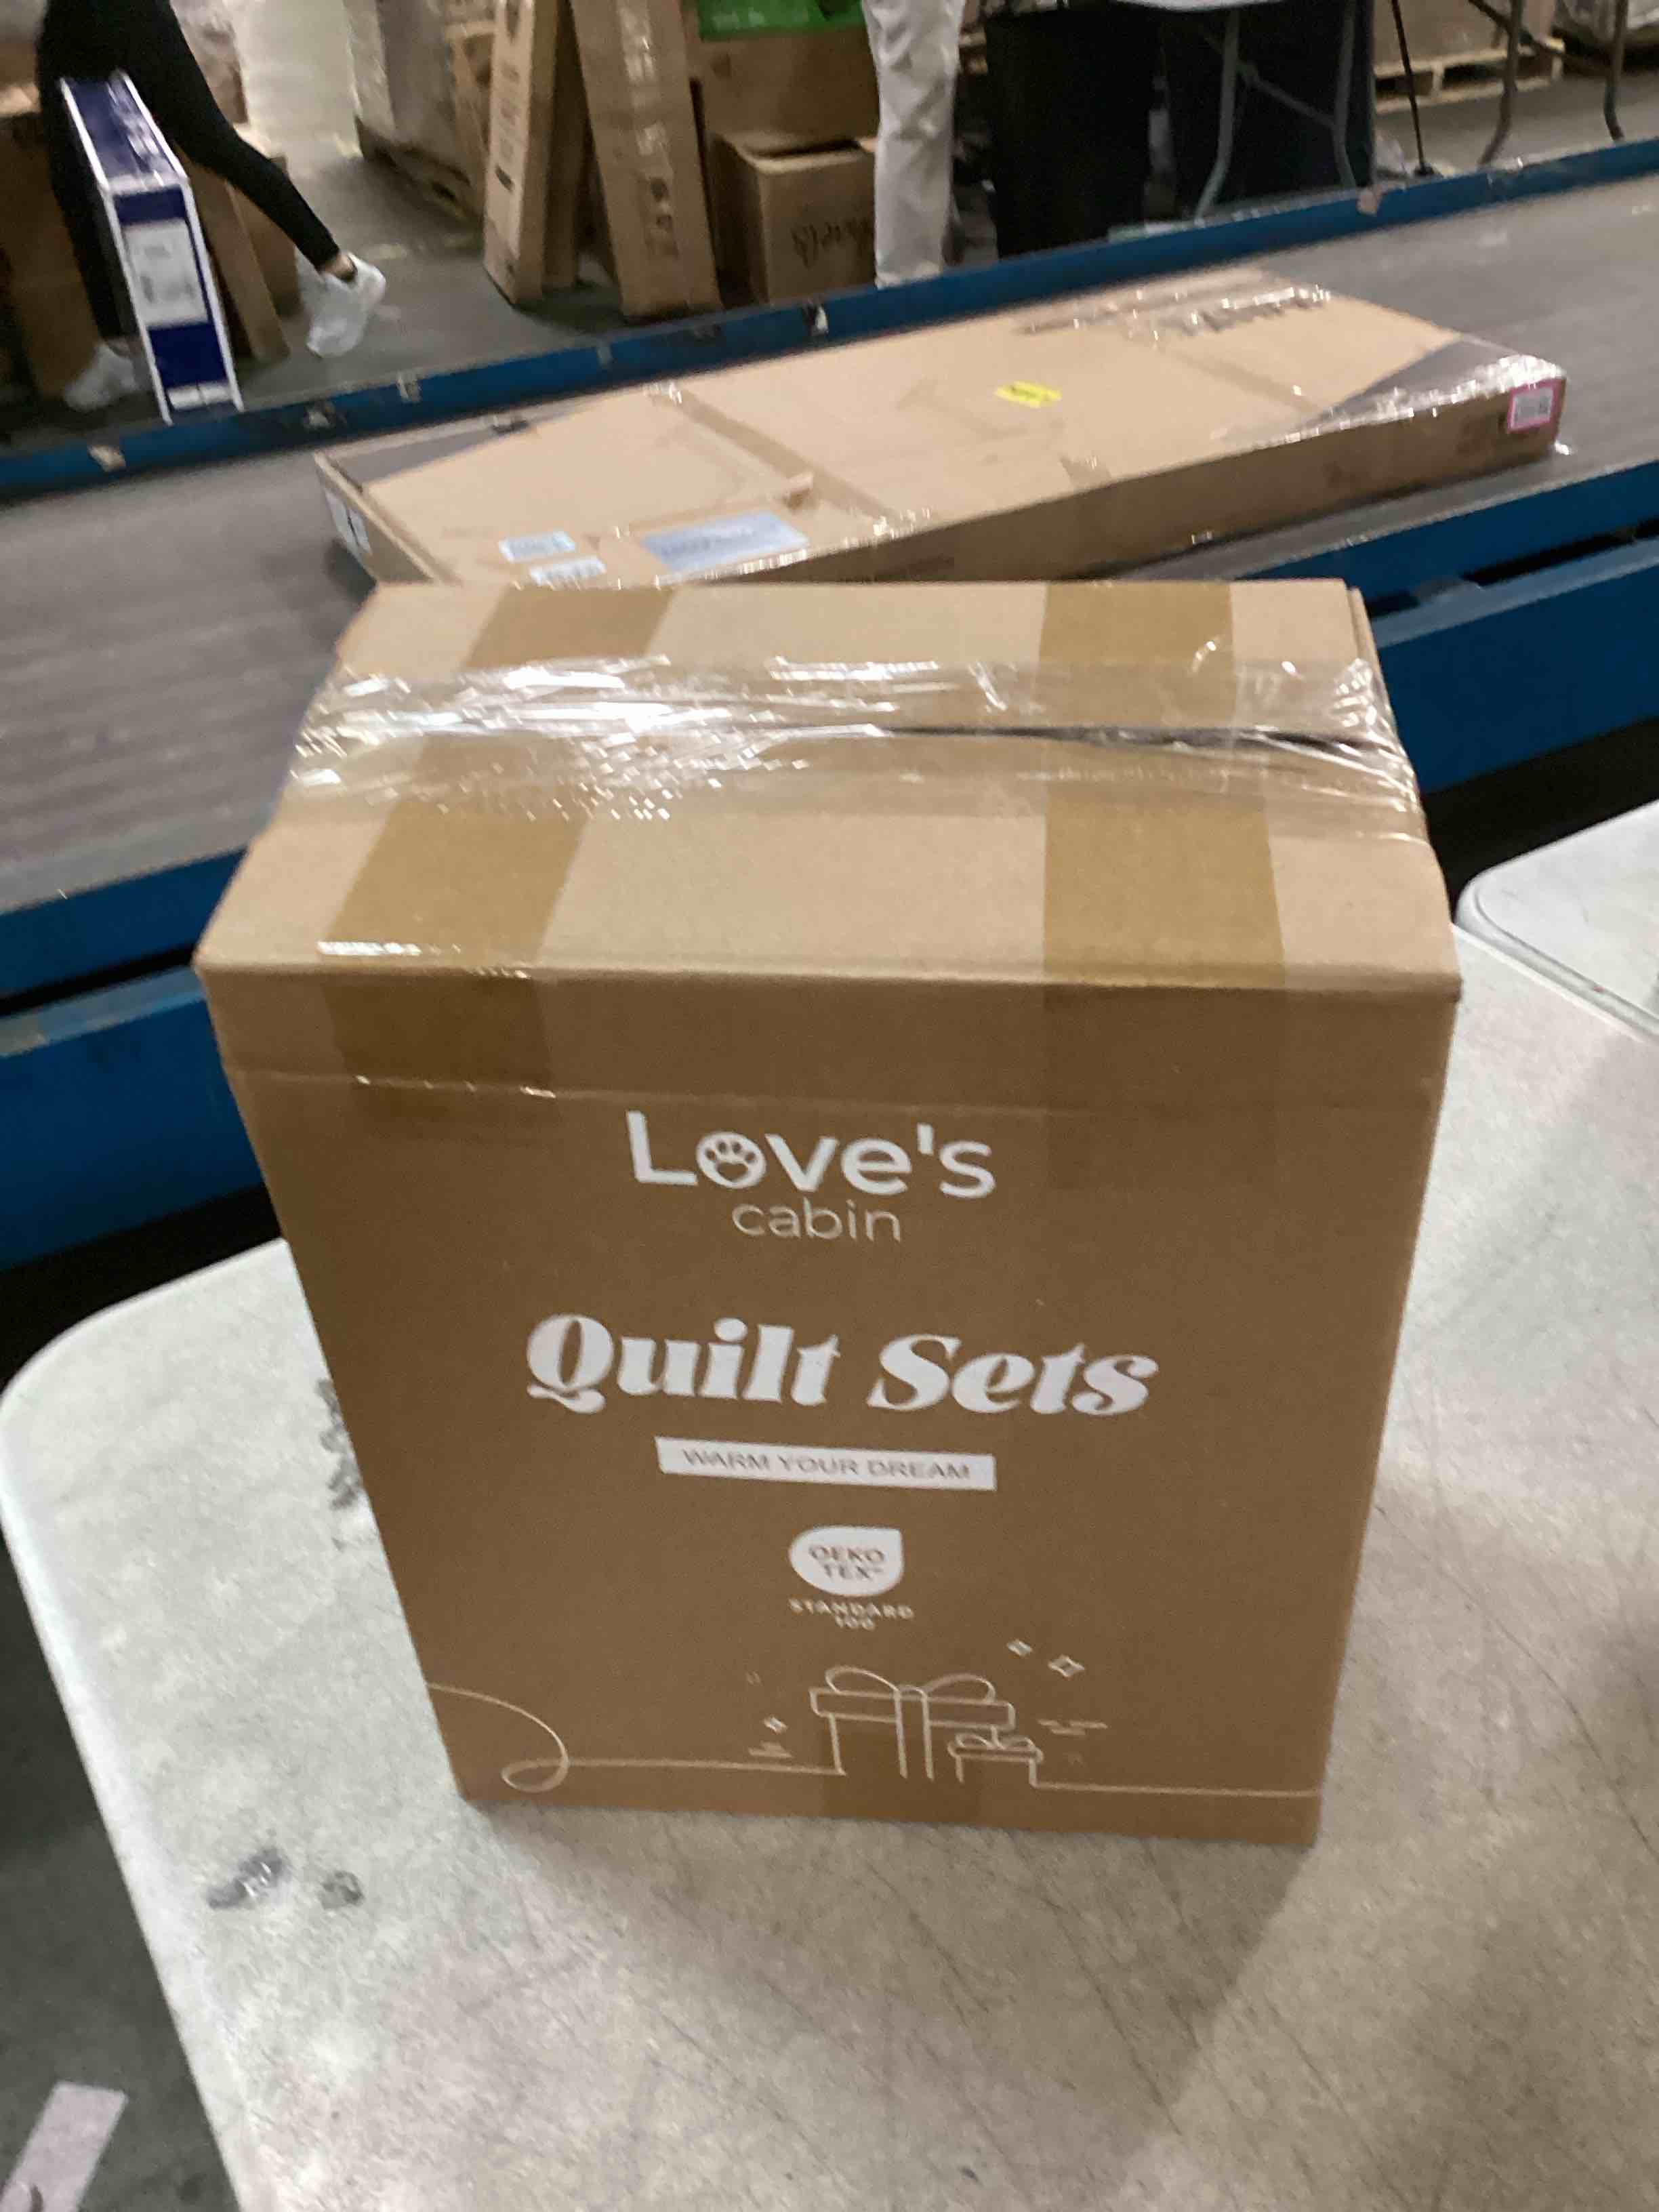 Love's
cabin
Quilt Sets
WARM YOUR DREAM
OEKO
TEX®
STANDARD
100